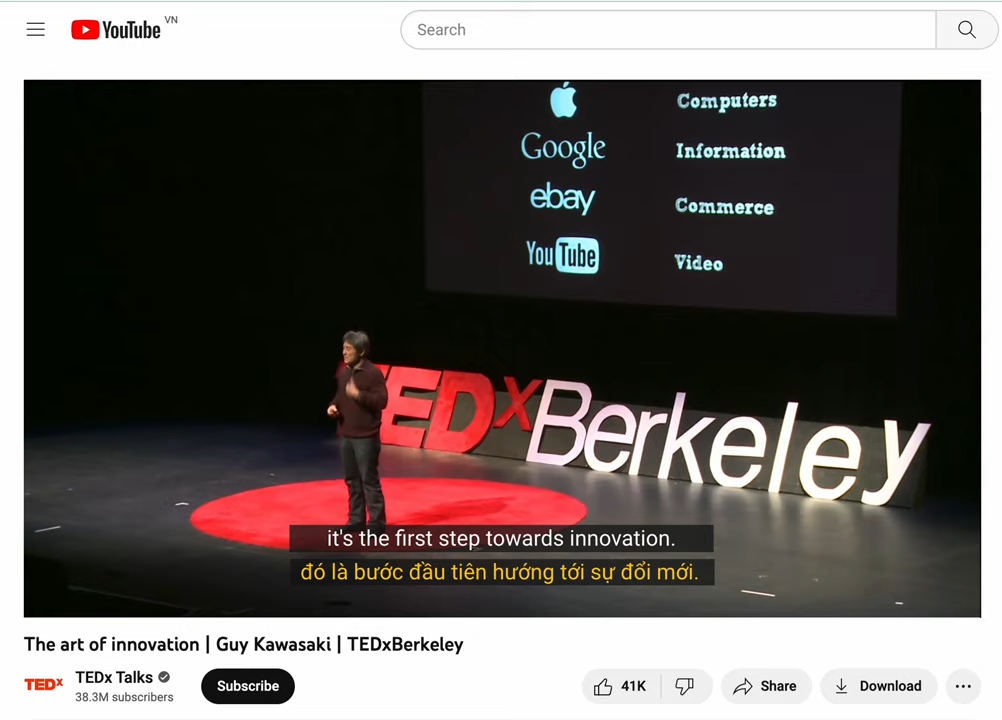 YouTube VN
Search
Computers
Google Information
ebay Commerce
YouTube Video
TEDxBerkeley
it's the first step towards innovation.
đó là bước đầu tiên hướng tới sự đổi mới.
The art of innovation | Guy Kawasaki | TEDxBerkeley
TEDx TEDx Talks
38.3M subscribers
Subscribe
41K
Share
Download